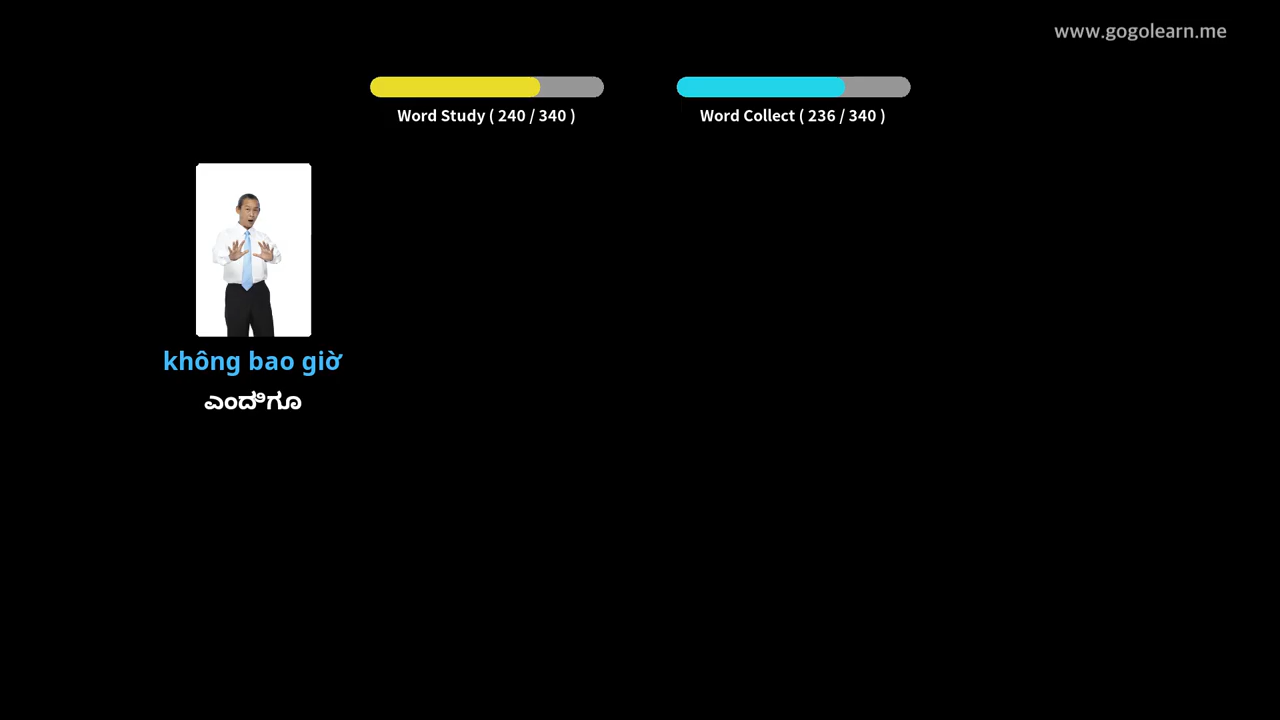 www.gogolearn.me
Word Study ( 240 / 340 )
Word Collect ( 236 / 340 )
không bao giờ
ಎಂದಿಗೂ